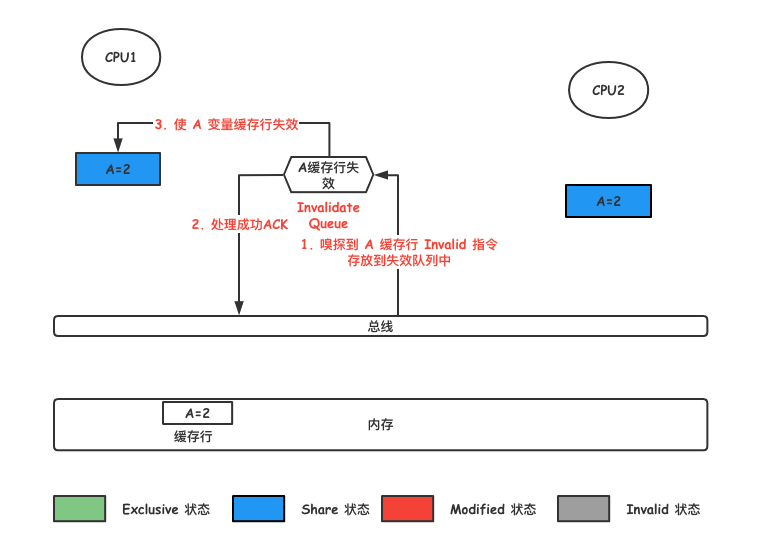 CPU1
CPU2
3. 使 A 变量缓存行失效
A=2
A缓存行失
效
A=2
Invalidate
Queue
2. 处理成功ACK
1. 嗅探到 A 缓存行 Invalid 指令
存放到失效队列中
总线
A=2
内存
缓存行
Exclusive 状态
Share 状态
Modified 状态
Invalid 状态